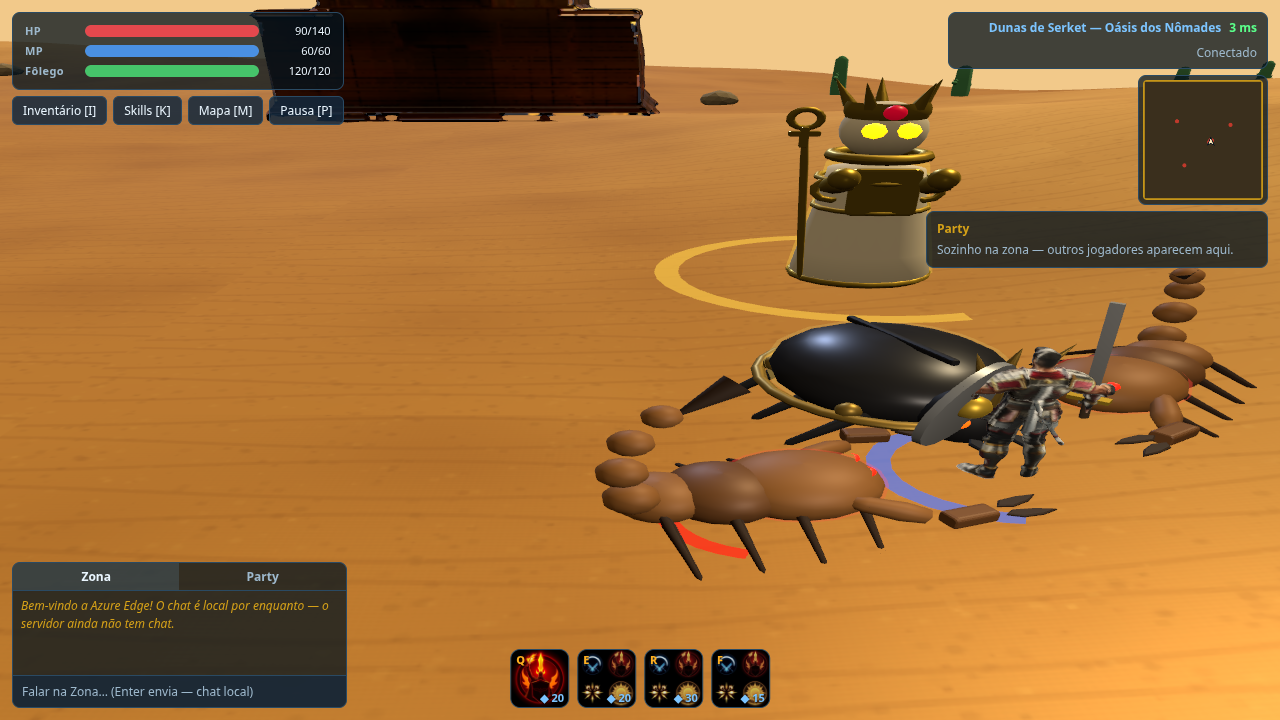 HP 90/140
MP 60/60
Fôlego 120/120
Inventário [I] Skills [K] Mapa [M] Pausa [P]
Dunas de Serket — Oásis dos Nômades 3 ms
Conectado
Party
Sozinho na zona — outros jogadores aparecem aqui.
Zona Party
Bem-vindo a Azure Edge! O chat é local por enquanto — o
servidor ainda não tem chat.
Falar na Zona... (Enter envia — chat local)
Q E R F
20 20 30 15